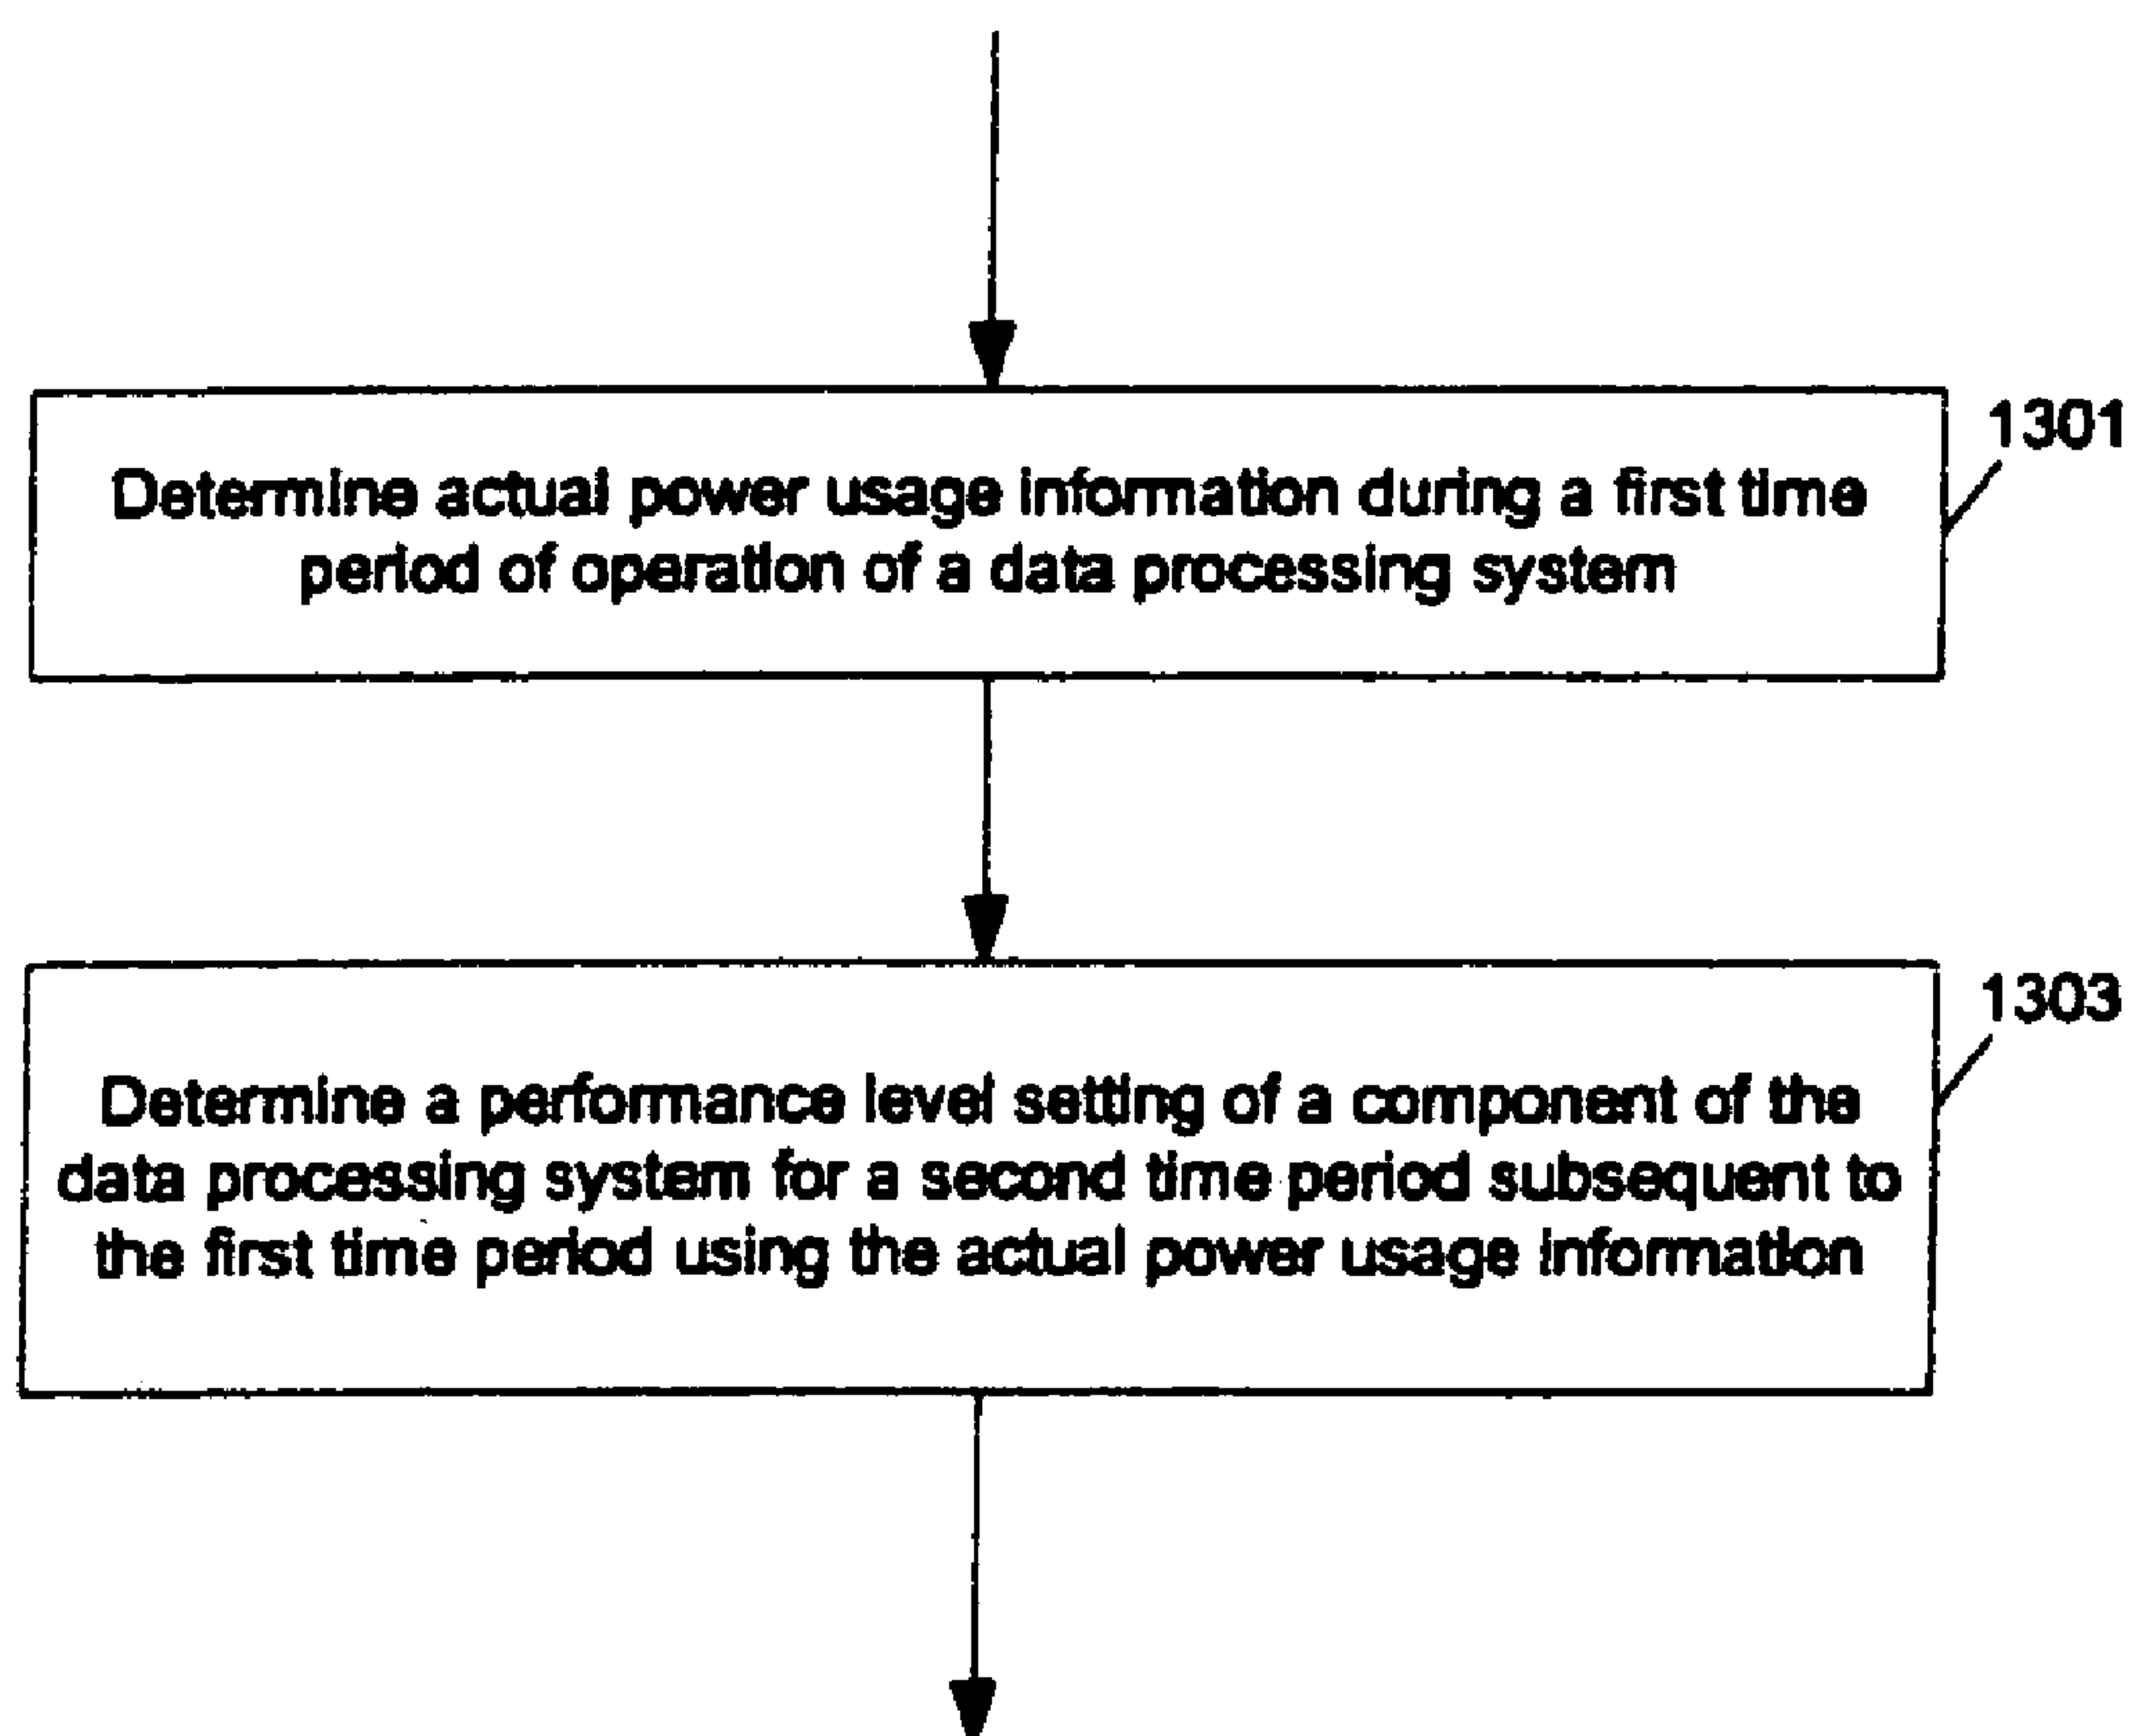 1301
Determine actual power usage information during a first time
period of operation of a data processing system
1303
Determine a performance level setting of a component of the
data processing system for a second time period subsequent to
the first time period using the actual power usage information